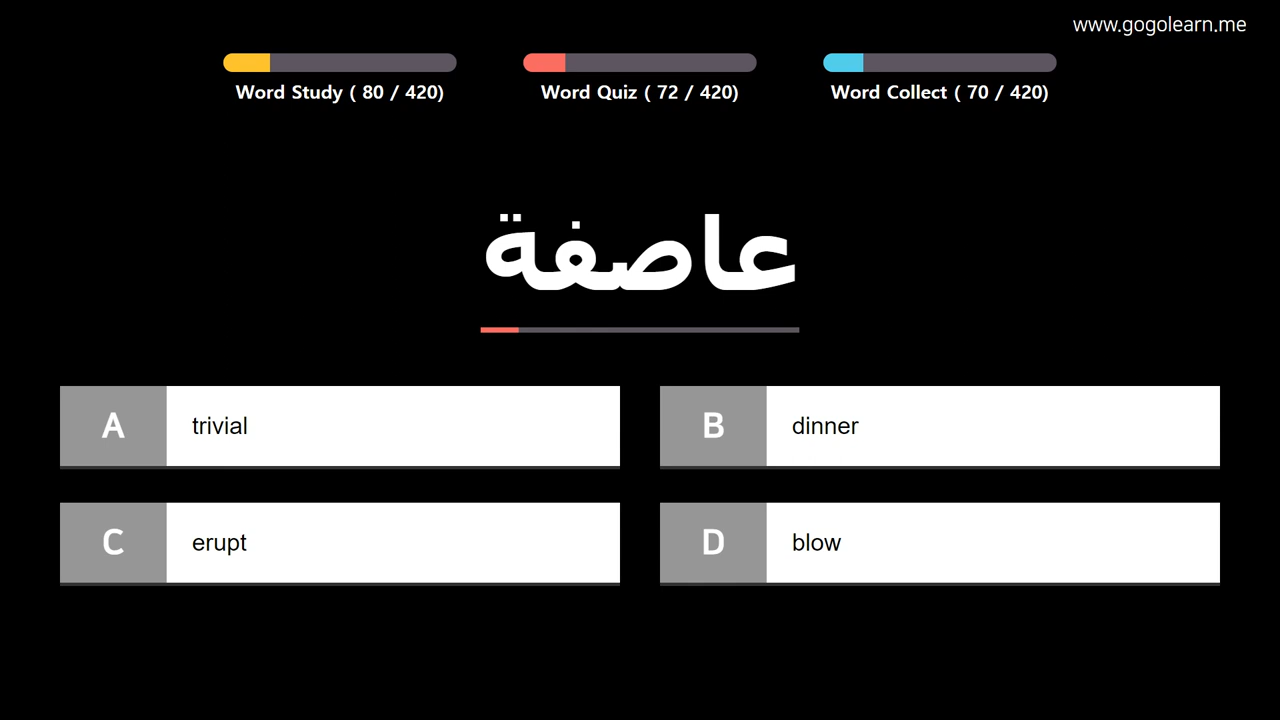 www.gogolearn.me
Word Study ( 80 / 420)
Word Quiz ( 72 / 420)
Word Collect ( 70 / 420)
عاصفة
A trivial
B dinner
C erupt
D blow